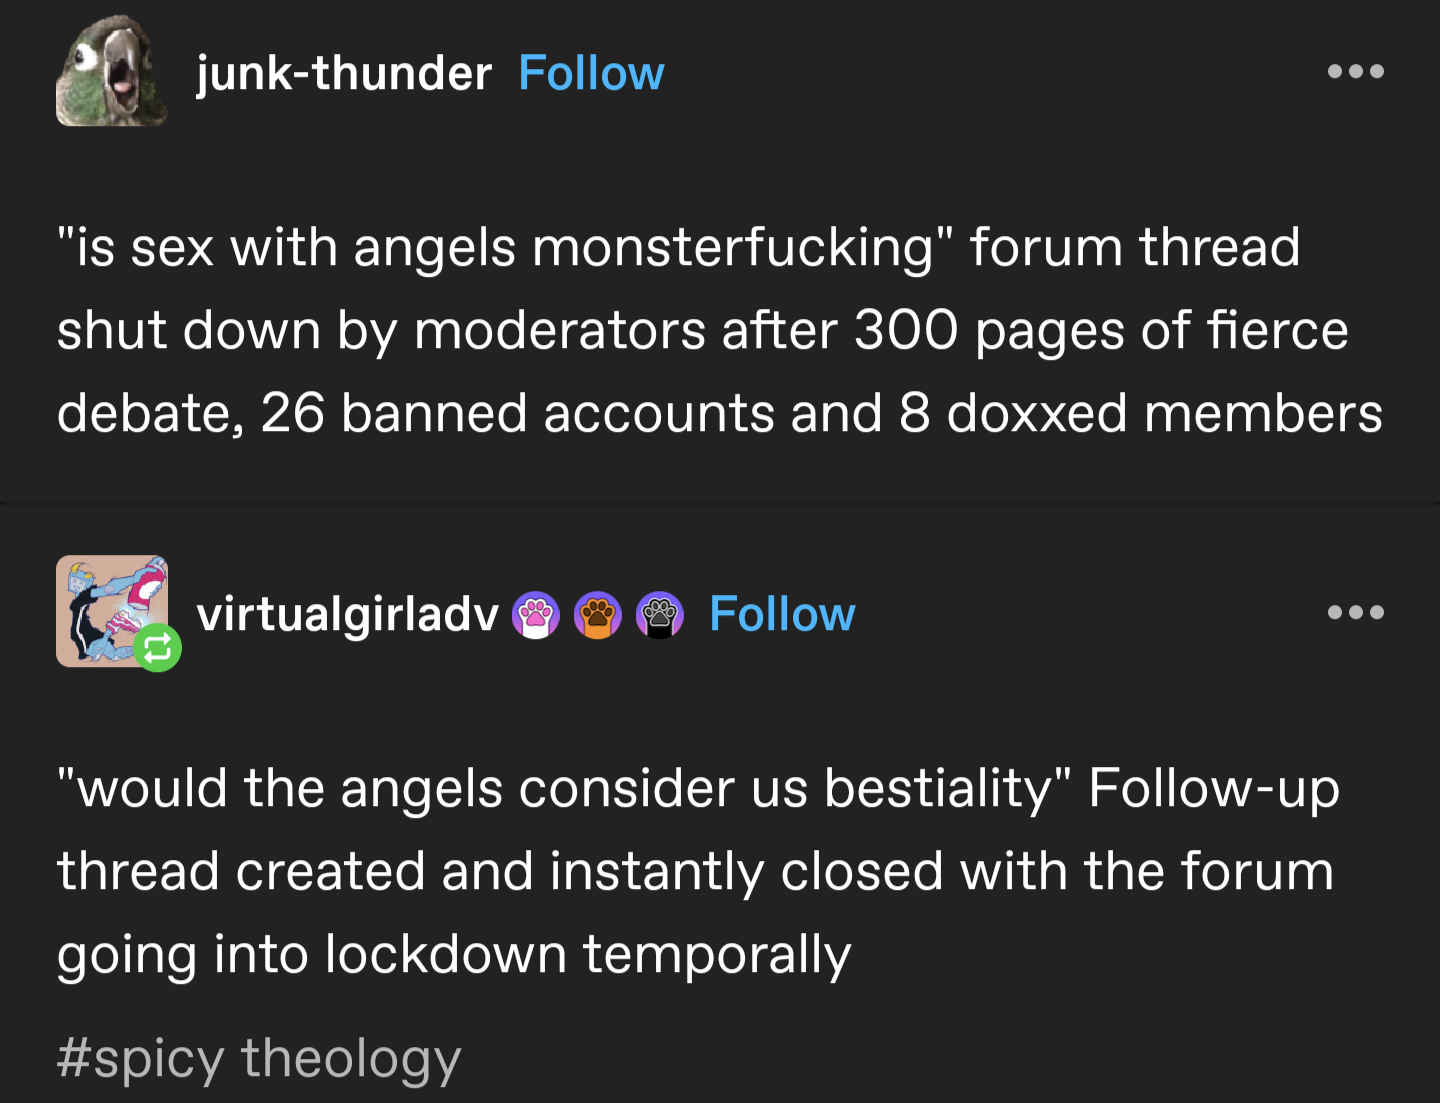 junk-thunder Follow
"is sex with angels monsterfucking" forum thread
shut down by moderators after 300 pages of fierce
debate, 26 banned accounts and 8 doxxed members
virtualgirladv Follow
"would the angels consider us bestiality" Follow-up
thread created and instantly closed with the forum
going into lockdown temporally
#spicy theology